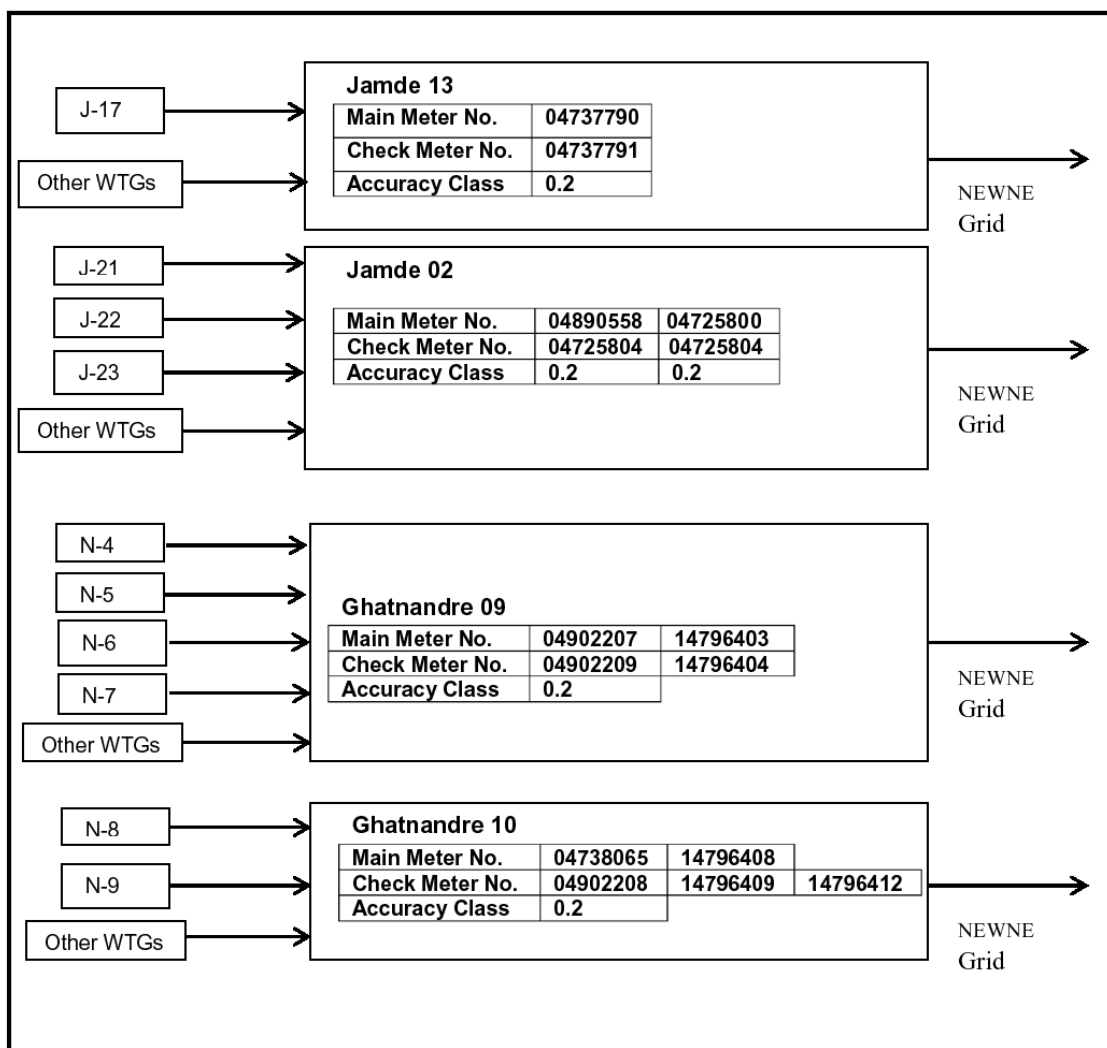 Jamde 13
J-17
Main Meter No. 04737790
Check Meter No. 04737791
Other WTGs
Accuracy Class 0.2
NEWNE
Grid
J-21
Jamde 02
J-22
Main Meter No. 04890558 04725800
Check Meter No. 04725804 04725804
J-23
Accuracy Class 0.2 0.2
Other WTGs
NEWNE
Grid
N-4
N-5
Ghatnandre 09
N-6
Main Meter No. 04902207 14796403
Check Meter No. 04902209 14796404
N-7
Accuracy Class 0.2
Other WTGs
NEWNE
Grid
N-8
Ghatnandre 10
Main Meter No. 04738065 14796408
N-9
Check Meter No. 04902208 14796409 14796412
Accuracy Class 0.2
Other WTGs
NEWNE
Grid